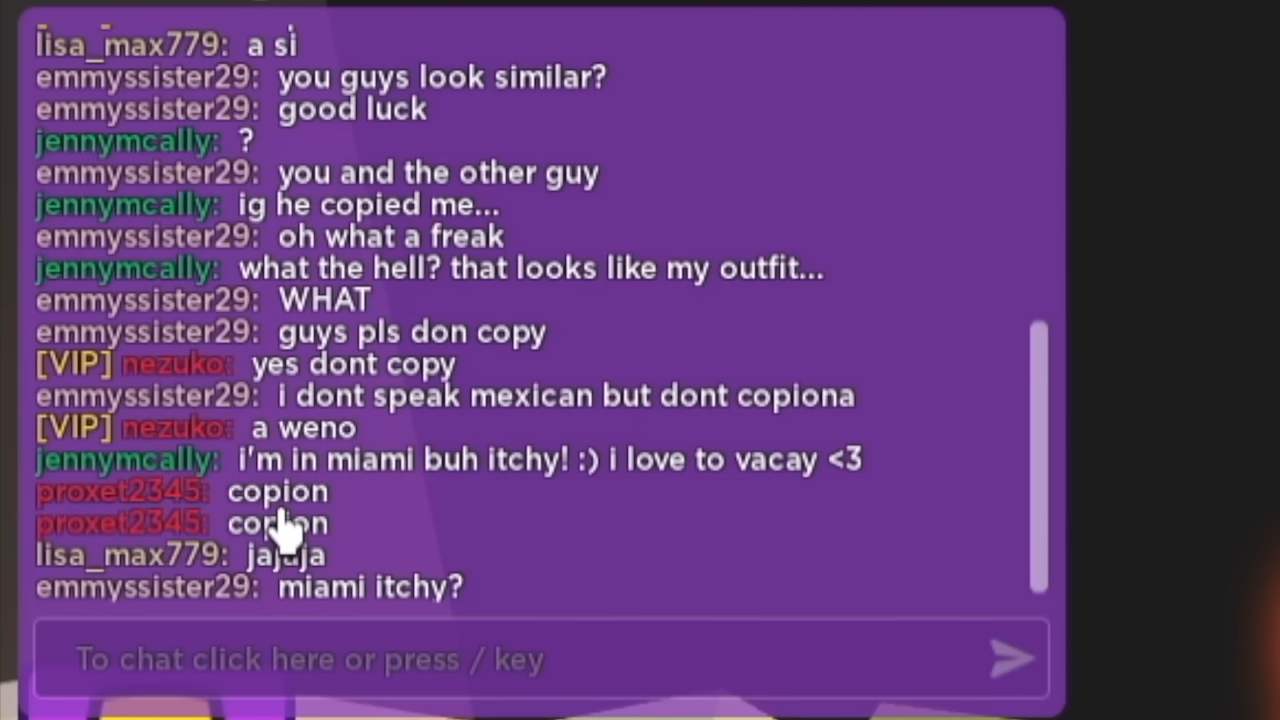 lisa_max779: a si
emmyssister29: you guys look similar?
emmyssister29: good luck
jennymcally: ?
emmyssister29: you and the other guy
jennymcally: ig he copied me...
emmyssister29: oh what a freak
jennymcally: what the hell? that looks like my outfit...
emmyssister29: WHAT
emmyssister29: guys pls don copy
[VIP] nezuko: yes dont copy
emmyssister29: i dont speak mexican but dont copiona
[VIP] nezuko: a weno
jennymcally: i'm in miami buh itchy! :) i love to vacay <3
proxet2345: copion
proxet2345: copion
lisa_max779: jajaja
emmyssister29: miami itchy?
To chat click here or press / key